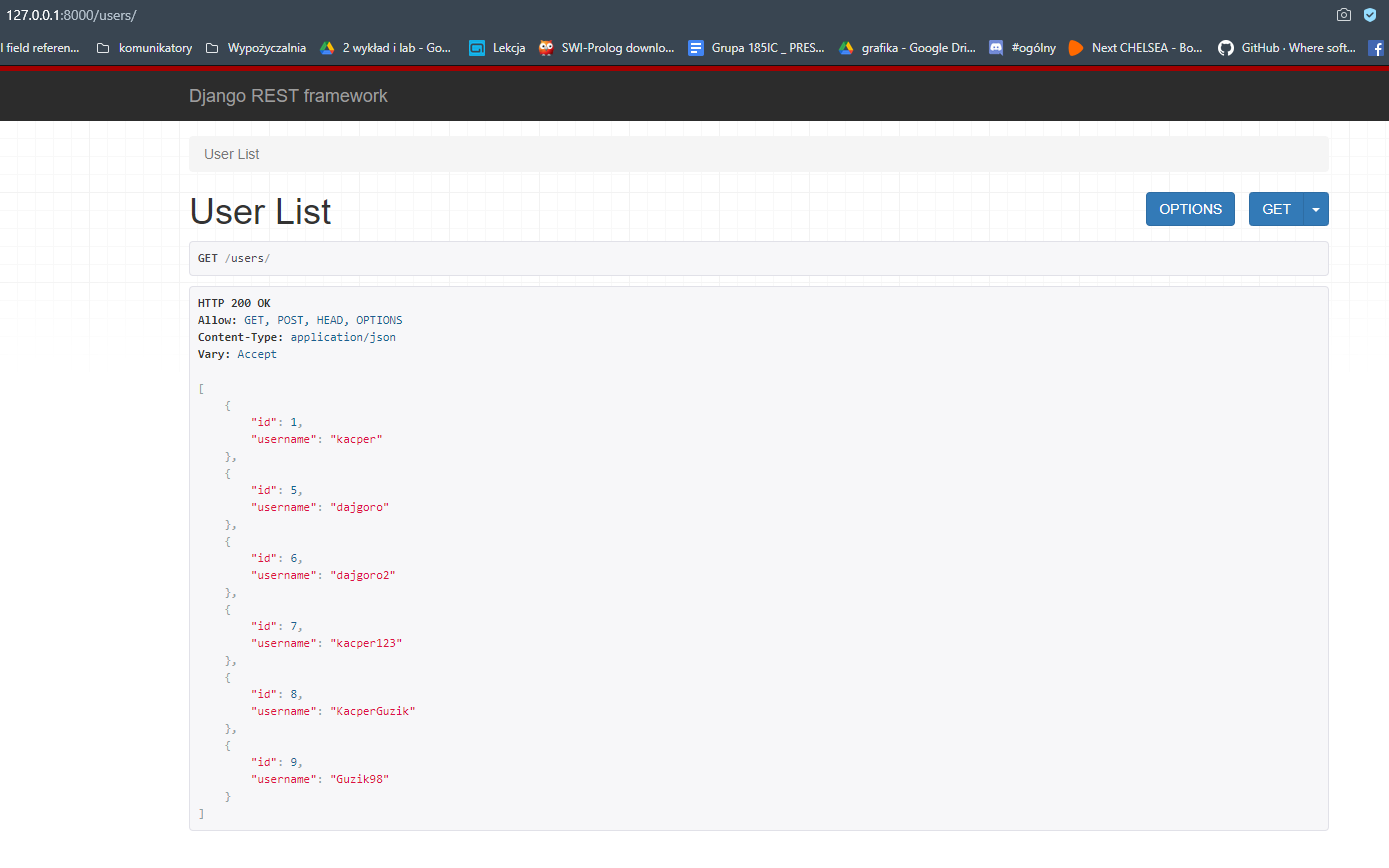 127.0.0.1:8000/users/
l field referen... komunikatory Wypożyczalnia 2 wykład i lab - Go... Lekcja SWI-Prolog downlo... Grupa 185IC _ PRES... grafika - Google Dri... #ogólny Next CHELSEA - Bo... GitHub · Where soft...
Django REST framework
User List
User List
OPTIONS GET
GET /users/
HTTP 200 OK
Allow: GET, POST, HEAD, OPTIONS
Content-Type: application/json
Vary: Accept
[
{
"id": 1,
"username": "kacper"
},
{
"id": 5,
"username": "dajgoro"
},
{
"id": 6,
"username": "dajgoro2"
},
{
"id": 7,
"username": "kacper123"
},
{
"id": 8,
"username": "KacperGuzik"
},
{
"id": 9,
"username": "Guzik98"
}
]